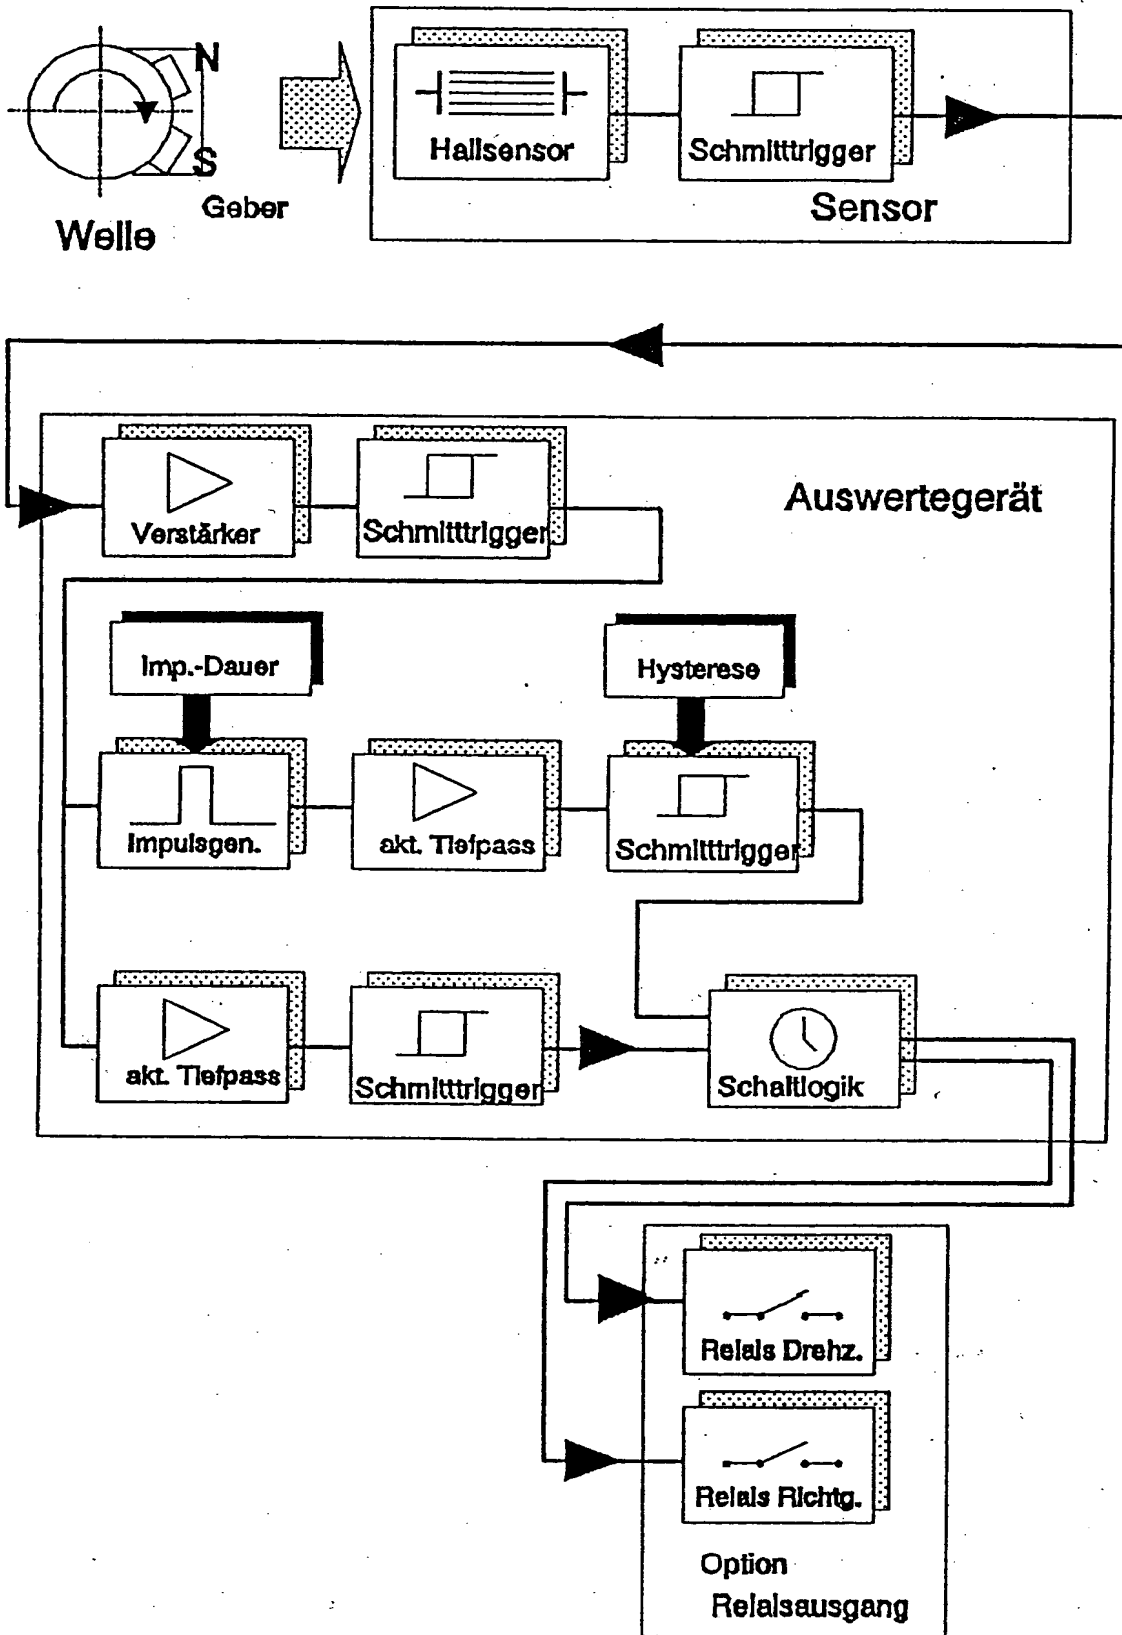 N
S
Geber
Welle
Hallsensor
Schmitttrigger
Sensor
Auswertegerät
Verstärker
Schmitttrigger
Imp.-Dauer
Hysterese
Impulsgen.
akt. Tiefpass
Schmitttrigger
akt. Tiefpass
Schmitttrigger
Schaltlogik
Relais Drehz.
Relais Richtg.
Option
Relaisausgang